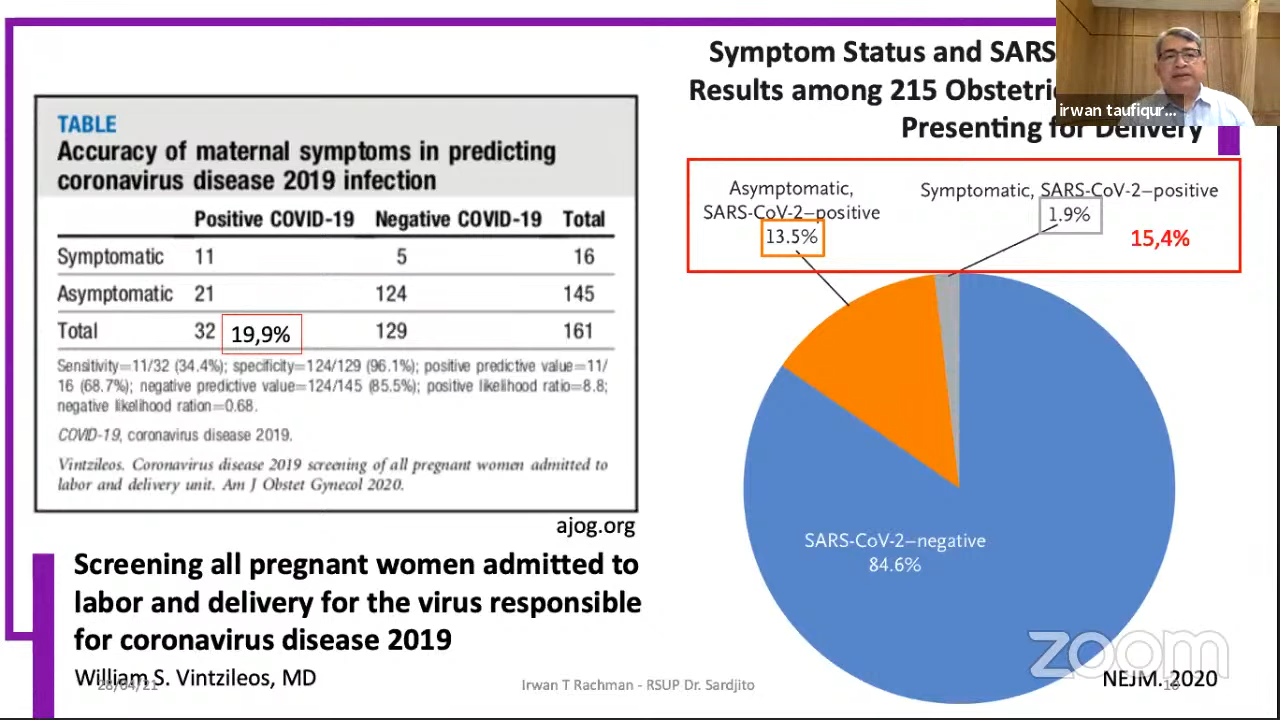 Symptom Status and SARS
Results among 215
Presenting for Delivery
irwan taufiqur...
TABLE
Accuracy of maternal symptoms in predicting
coronavirus disease 2019 infection
Positive COVID-19 Negative COVID-19 Total
Symptomatic 11 5 16
Asymptomatic 21 124 145
Total 32 19,9% 129 161
Sensitivity=11/32 (34.4%); specificity=124/129 (96.1%); positive predictive value=11/
16 (68.7%); negative predictive value=124/145 (85.5%); positive likelihood ratio=8.8;
negative likelihood ration=0.68.
COVID-19, coronavirus disease 2019.
Vintzileos. Coronavirus disease 2019 screening of all pregnant women admitted to
labor and delivery unit. Am J Obstet Gynecol 2020.
ajog.org
Screening all pregnant women admitted to
labor and delivery for the virus responsible
for coronavirus disease 2019
William S. Vintzileos, MD
28/04/21
Irwan T Rachman - RSUP Dr. Sardjito
Asymptomatic,
SARS-CoV-2–positive
13.5%
Symptomatic, SARS-CoV-2–positive
1.9%
15,4%
SARS-CoV-2–negative
84.6%
zoom
NEJM. 2020